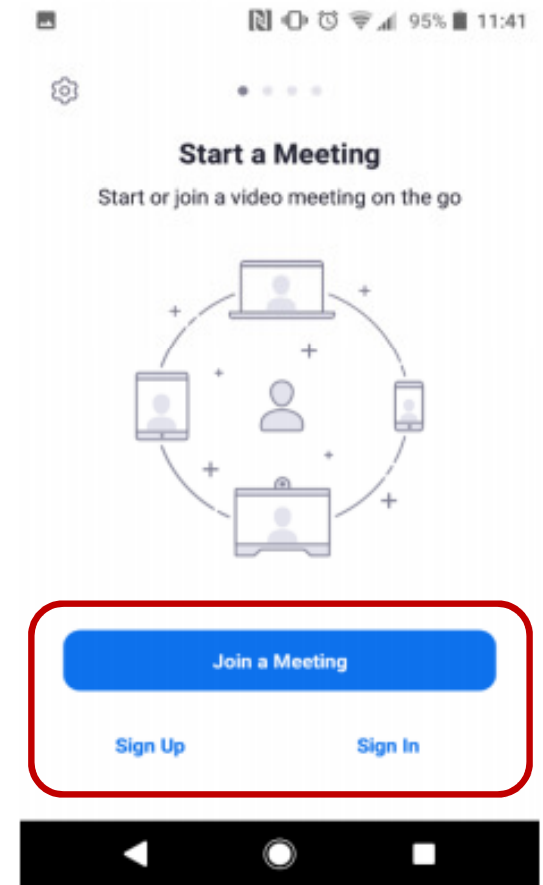 95% 11:41
Start a Meeting
Start or join a video meeting on the go
Join a Meeting
Sign Up Sign In